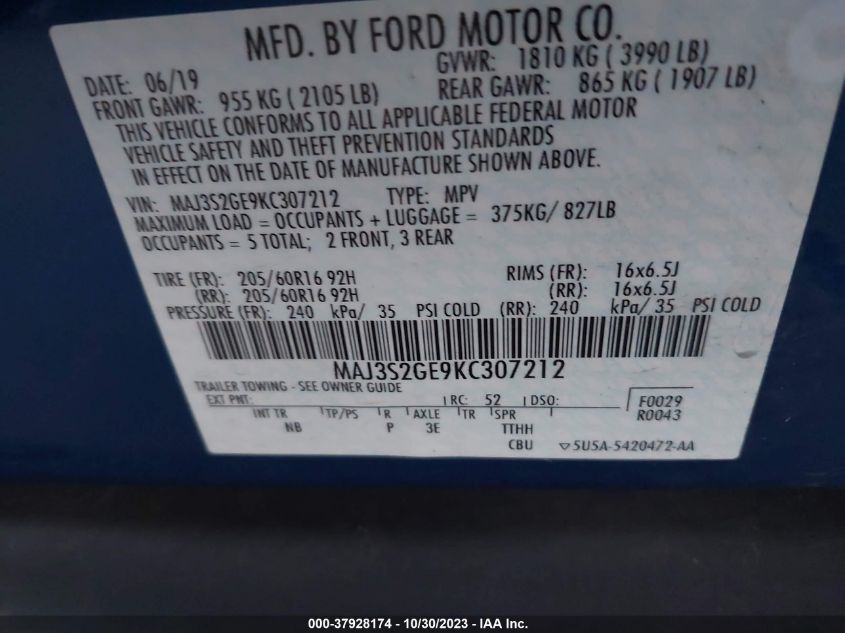 MFD. BY FORD MOTOR CO.
DATE: 06/19 GVWR: 1810 KG ( 3990 LB)
FRONT GAWR: 955 KG ( 2105 LB) REAR GAWR: 865 KG ( 1907 LB)
THIS VEHICLE CONFORMS TO ALL APPLICABLE FEDERAL MOTOR
VEHICLE SAFETY AND THEFT PREVENTION STANDARDS
IN EFFECT ON THE DATE OF MANUFACTURE SHOWN ABOVE.
VIN: MAJ3S2GE9KC307212 TYPE: MPV
MAXIMUM LOAD = OCCUPANTS + LUGGAGE = 375KG/ 827LB
OCCUPANTS = 5 TOTAL; 2 FRONT, 3 REAR
TIRE (FR): 205/60R16 92H RIMS (FR): 16x6.5J
(RR): 205/60R16 92H (RR): 16x6.5J
PRESSURE (FR): 240 kPa/ 35 PSI COLD (RR): 240 kPa/ 35 PSI COLD
MAJ3S2GE9KC307212
TRAILER TOWING - SEE OWNER GUIDE
EXT PNT: RC: 52 DSO: F0029
INT TR TP/PS R AXLE TR SPR R0043
NB P 3E TTHH
CBU 5U5A-5420472-AA
000-37928174 • 10/30/2023 - IAA Inc.